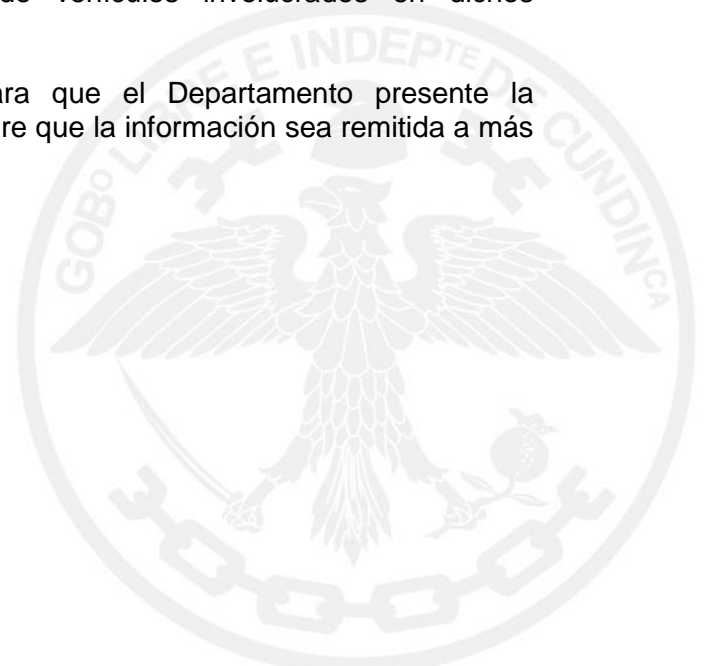 de vehículos involucrados en dichos
ara que el Departamento presente la
re que la información sea remitida a más
GOBº LIBRE E INDEPTE DE CUNDINCA